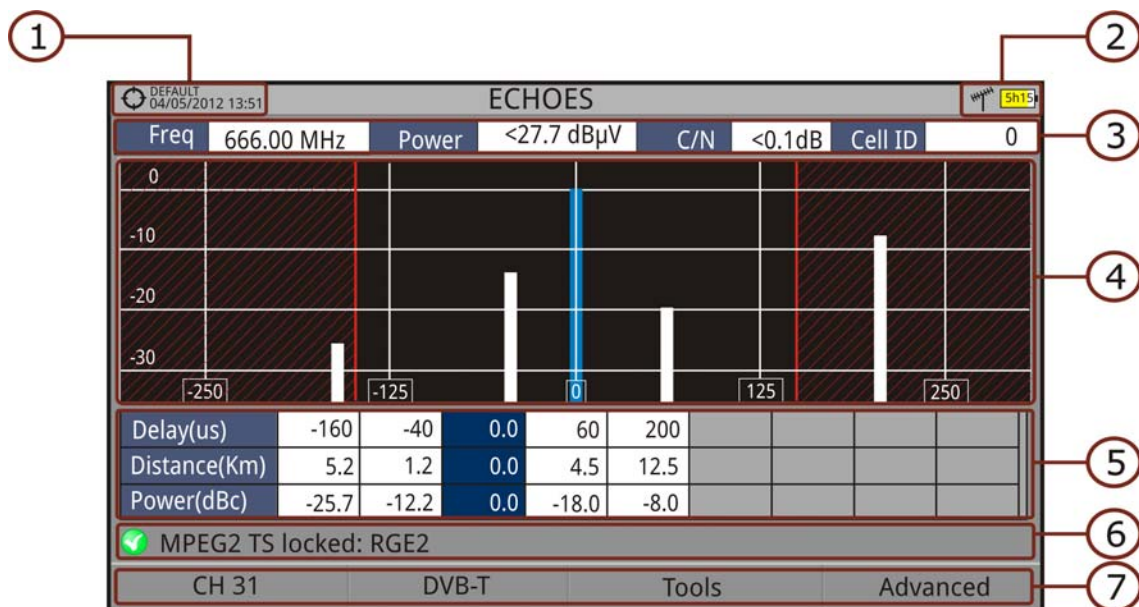 1
2
DEFAULT
04/05/2012 13:51
ECHOES
5h15
Freq 666.00 MHz Power <27.7 dBµV C/N <0.1dB Cell ID 0
3
0
-10
-20
-30
-250 -125 0 125 250
4
Delay(us) -160 -40 0.0 60 200
Distance(Km) 5.2 1.2 0.0 4.5 12.5
Power(dBc) -25.7 -12.2 0.0 -18.0 -8.0
5
MPEG2 TS locked: RGE2
6
CH 31 DVB-T Tools Advanced
7